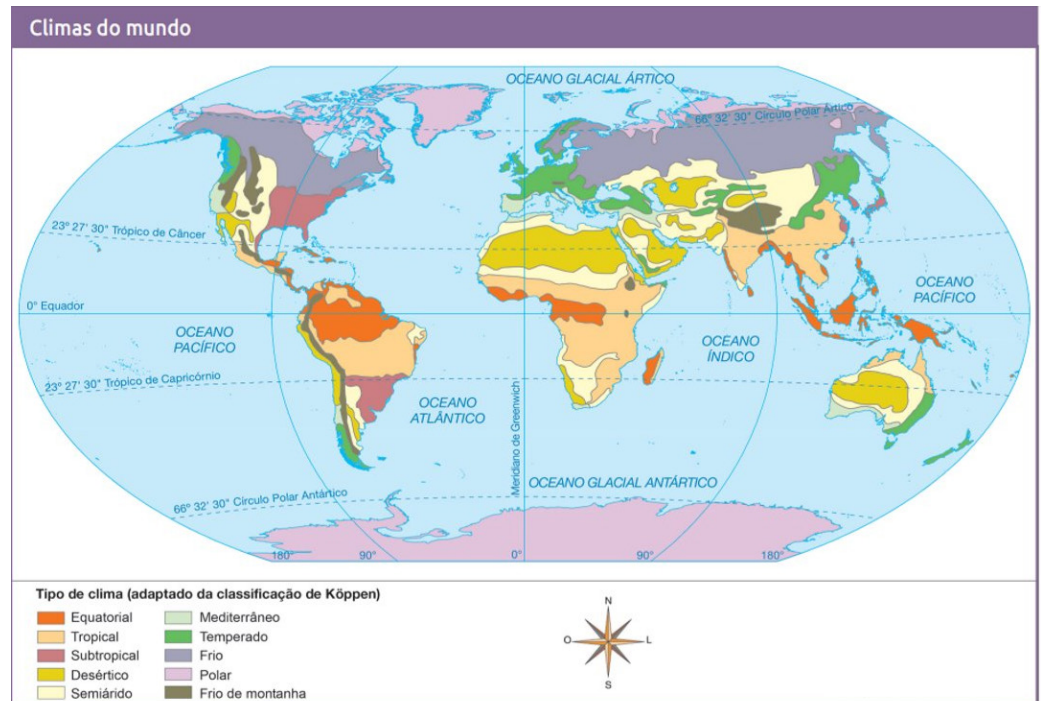 Climas do mundo
OCEANO GLACIAL ÁRTICO
66° 32' 30" Círculo Polar Ártico
23° 27' 30" Trópico de Câncer
0° Equador
OCEANO
PACÍFICO
OCEANO
PACÍFICO
OCEANO
ÍNDICO
23° 27' 30" Trópico de Capricórnio
OCEANO
ATLÂNTICO
Meridiano de Greenwich
OCEANO GLACIAL ANTÁRTICO
66° 32' 30" Círculo Polar Antártico
180° 90° 0° 90° 180°
Tipo de clima (adaptado da classificação de Köppen)
Equatorial
Tropical
Subtropical
Desértico
Semiárido
Mediterrâneo
Temperado
Frio
Polar
Frio de montanha
N
O L
S